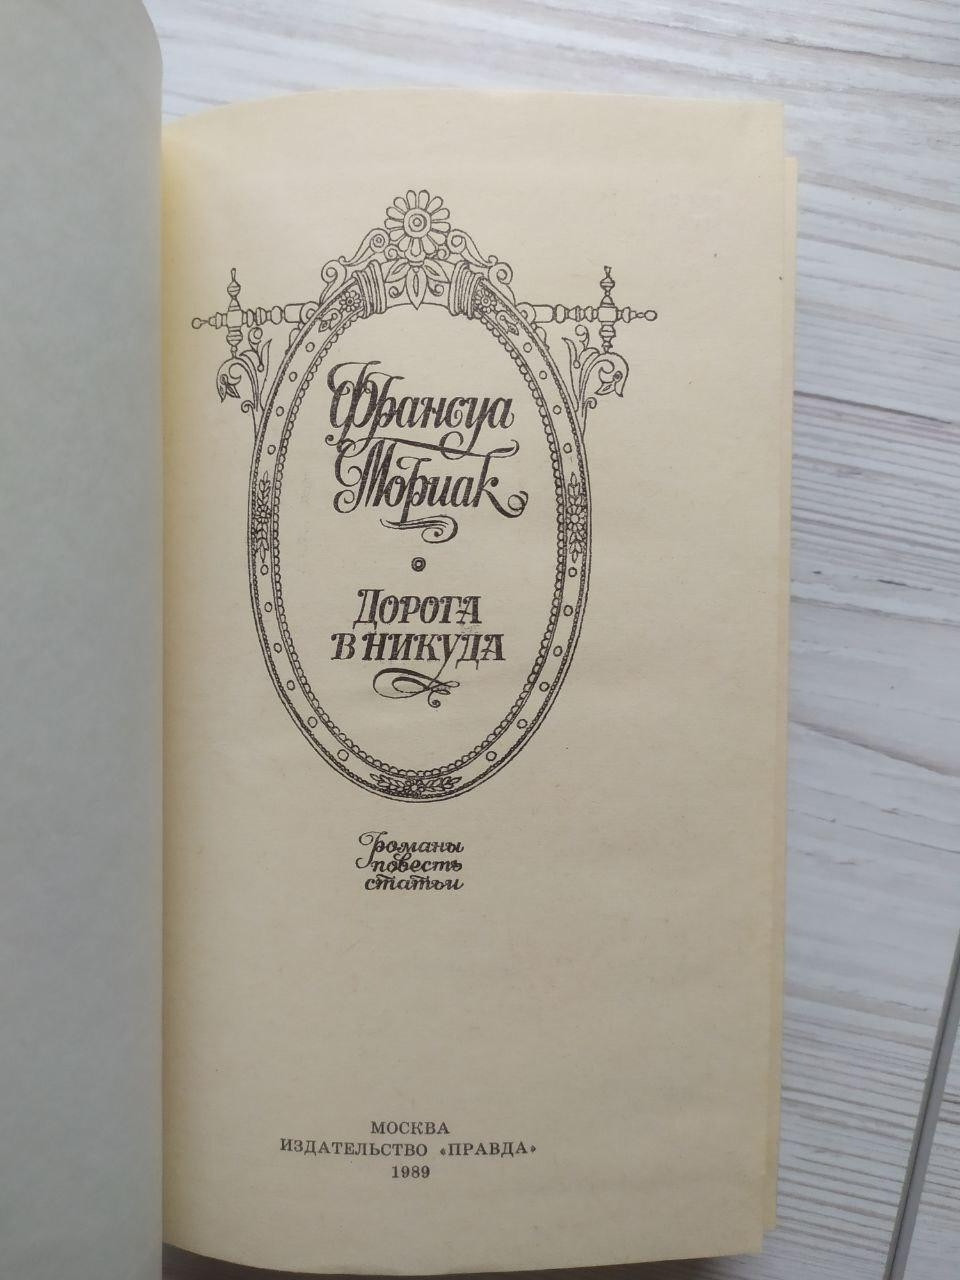 Франсуа
Мориак
Дорога
в никуда
романы
повесть
статьи
МОСКВА
ИЗДАТЕЛЬСТВО «ПРАВДА»
1989